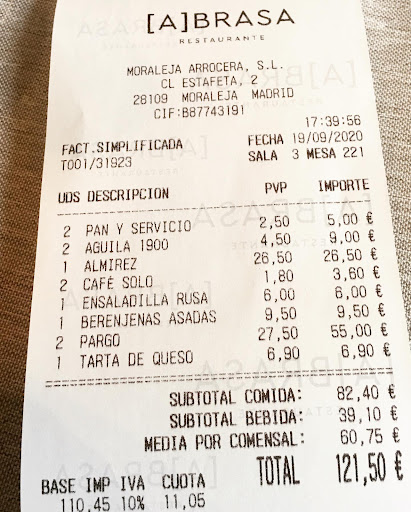 [A]BRASA
RESTAURANTE
MORALEJA ARROCERA, S.L.
CL ESTAFETA, 2
28109 MORALEJA MADRID
CIF:B87743191
17:39:56
FACT.SIMPLIFICADA FECHA 19/09/2020
T001/31923 SALA 3 MESA 221
UDS DESCRIPCION PVP IMPORTE
2 PAN Y SERVICIO 2,50 5,00 €
2 AGUILA 1900 4,50 9,00 €
1 ALMIREZ 26,50 26,50 €
2 CAFÉ SOLO 1,80 3,60 €
1 ENSALADILLA RUSA 6,00 6,00 €
1 BERENJENAS ASADAS 9,50 9,50 €
2 PARGO 27,50 55,00 €
1 TARTA DE QUESO 6,90 6,90 €
SUBTOTAL COMIDA: 82,40 €
SUBTOTAL BEBIDA: 39,10 €
MEDIA POR COMENSAL: 60,75 €
TOTAL 121,50 €
BASE IMP IVA CUOTA
110,45 10% 11,05